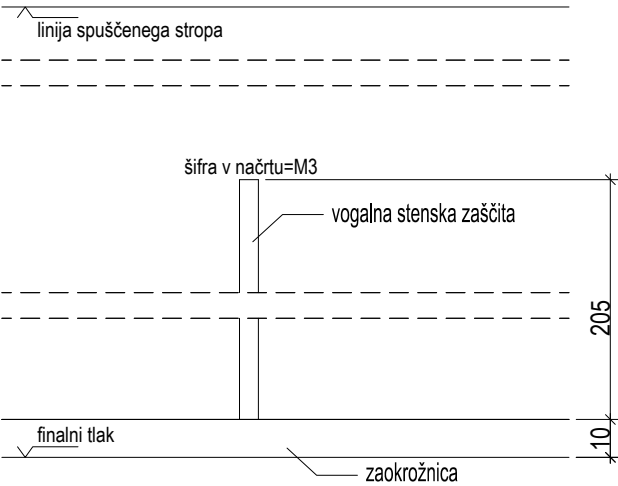 linija spuščenega stropa
šifra v načrtu=M3
vogalna stenska zaščita
205
finalni tlak
10
zaokrožnica